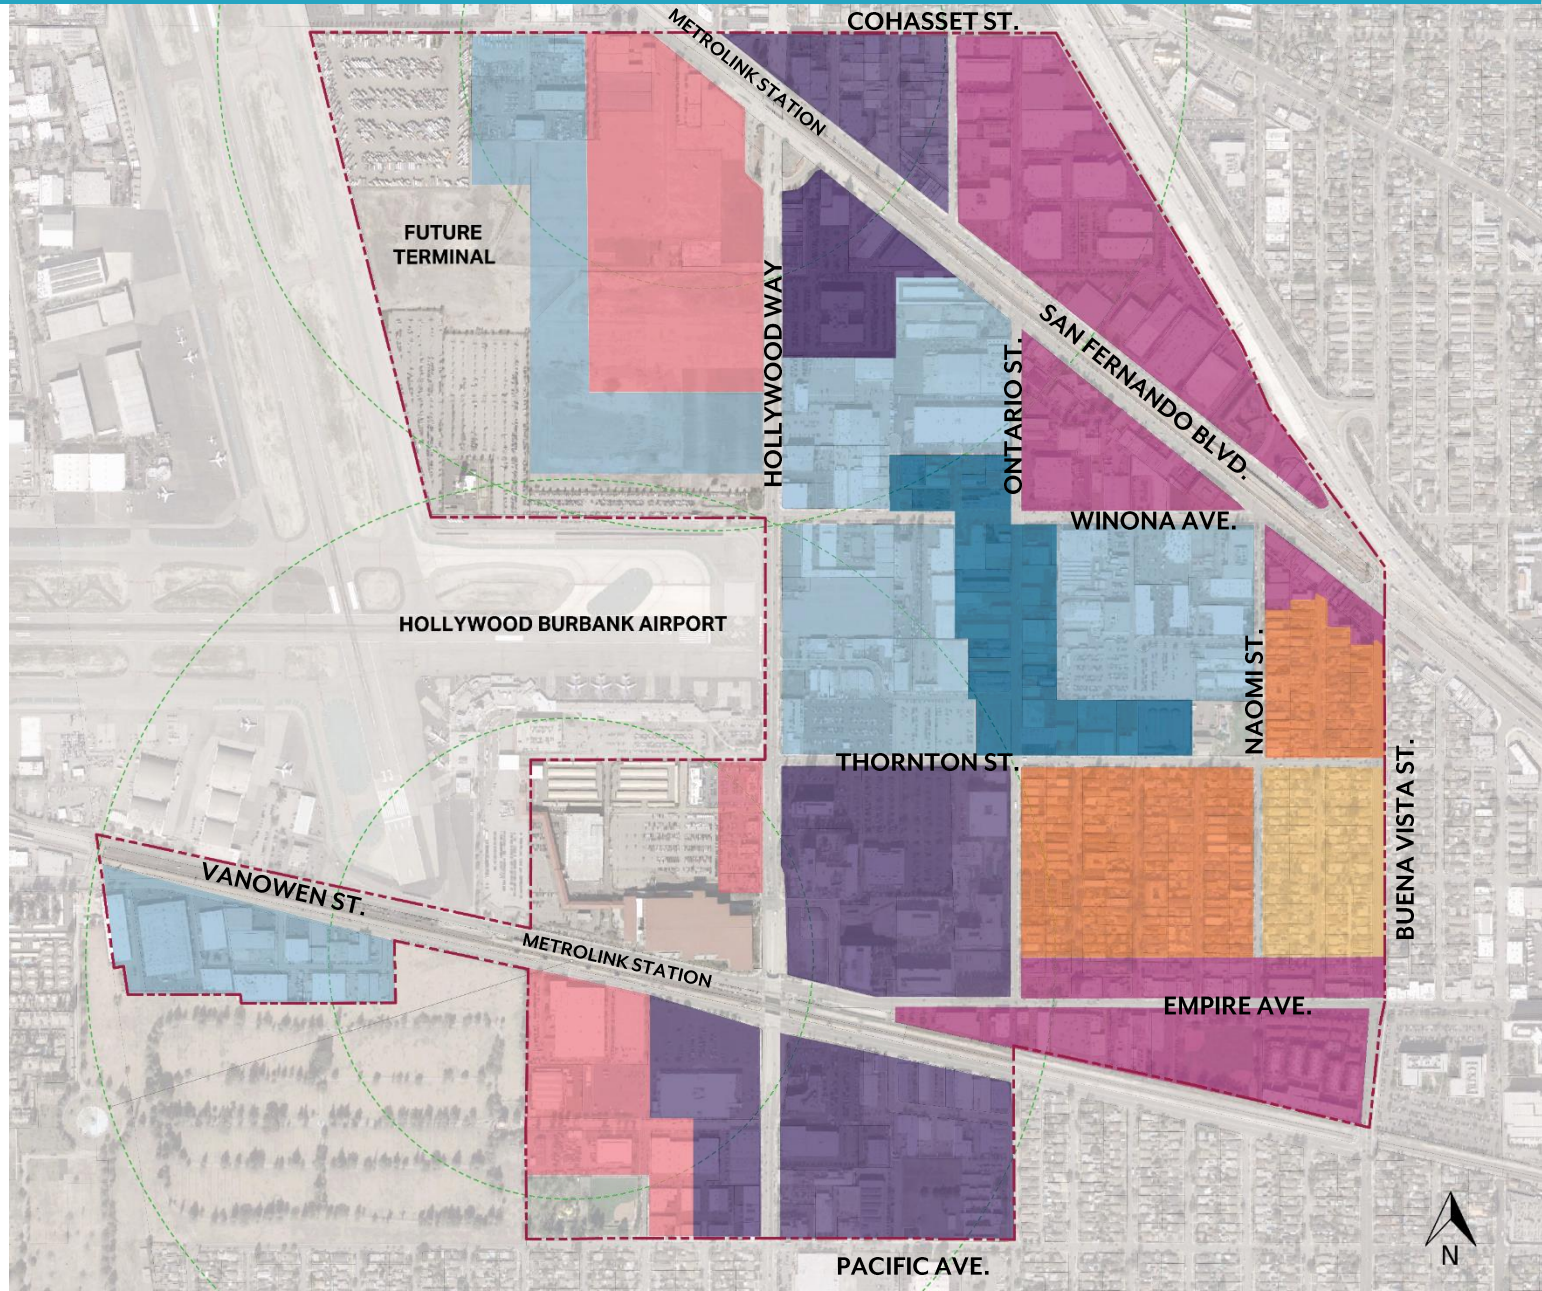 COHASSET ST.
METROLINK STATION
FUTURE
TERMINAL
HOLLYWOOD WAY
SAN FERNANDO BLVD.
ONTARIO ST.
WINONA AVE.
HOLLYWOOD BURBANK AIRPORT
NAOMI ST.
THORNTON ST.
BUENA VISTA ST.
VANOWEN ST.
METROLINK STATION
EMPIRE AVE.
PACIFIC AVE.
N